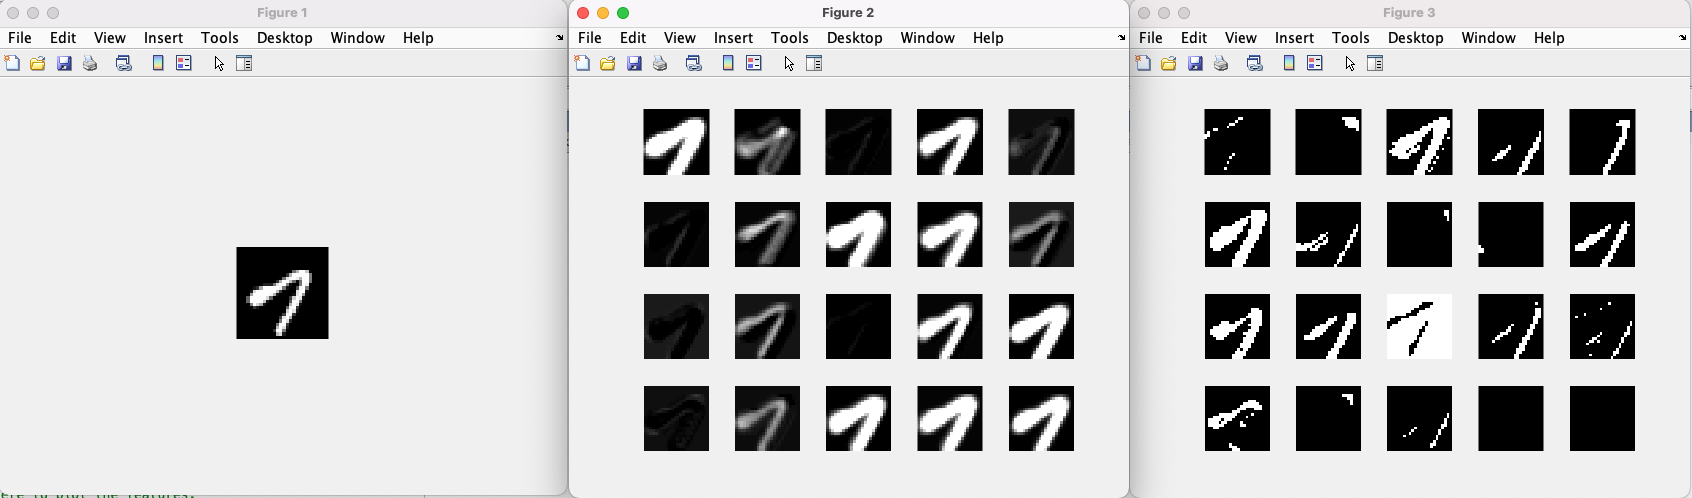 Figure 1
File Edit View Insert Tools Desktop Window Help
Figure 2
File Edit View Insert Tools Desktop Window Help
Figure 3
File Edit View Insert Tools Desktop Window Help
to plot the features.